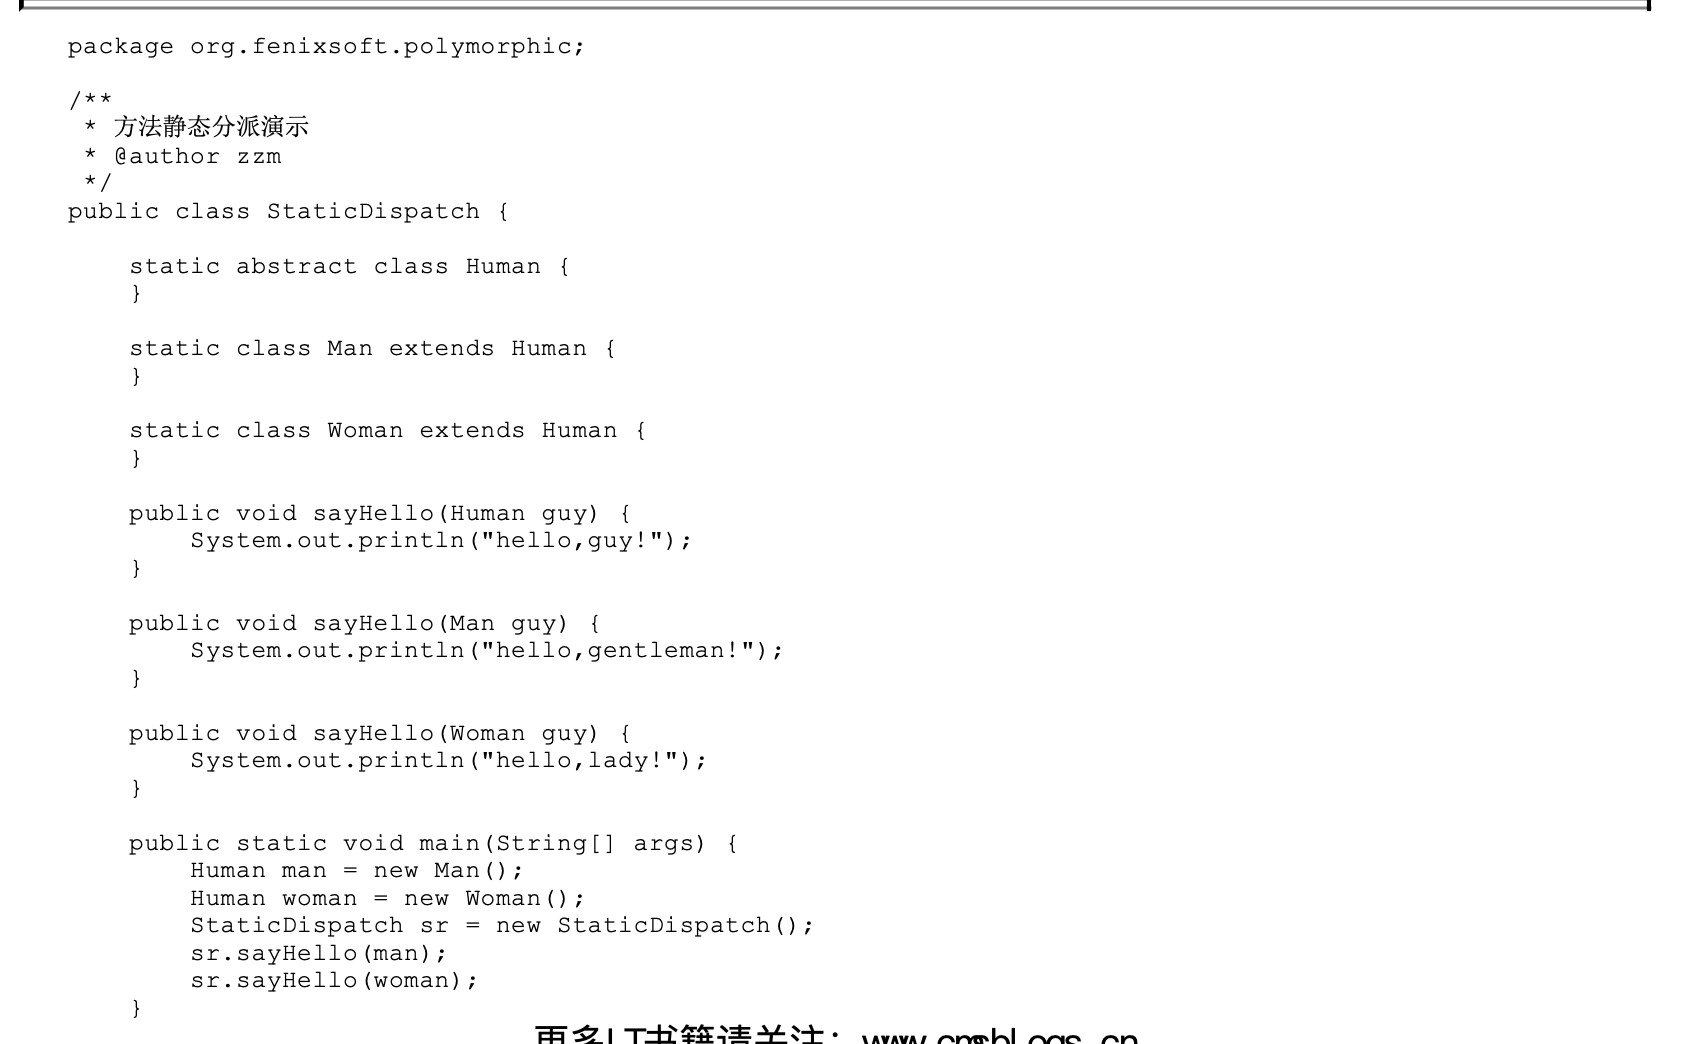 package org.fenixsoft.polymorphic;
/**
 * 方法静态分派演示
 * @author zzm
 */
public class StaticDispatch {
    static abstract class Human {
    }
    static class Man extends Human {
    }
    static class Woman extends Human {
    }
    public void sayHello(Human guy) {
        System.out.println("hello,guy!");
    }
    public void sayHello(Man guy) {
        System.out.println("hello,gentleman!");
    }
    public void sayHello(Woman guy) {
        System.out.println("hello,lady!");
    }
    public static void main(String[] args) {
        Human man = new Man();
        Human woman = new Woman();
        StaticDispatch sr = new StaticDispatch();
        sr.sayHello(man);
        sr.sayHello(woman);
    }
更多IT书籍请关注：www.cmsblogs.cn